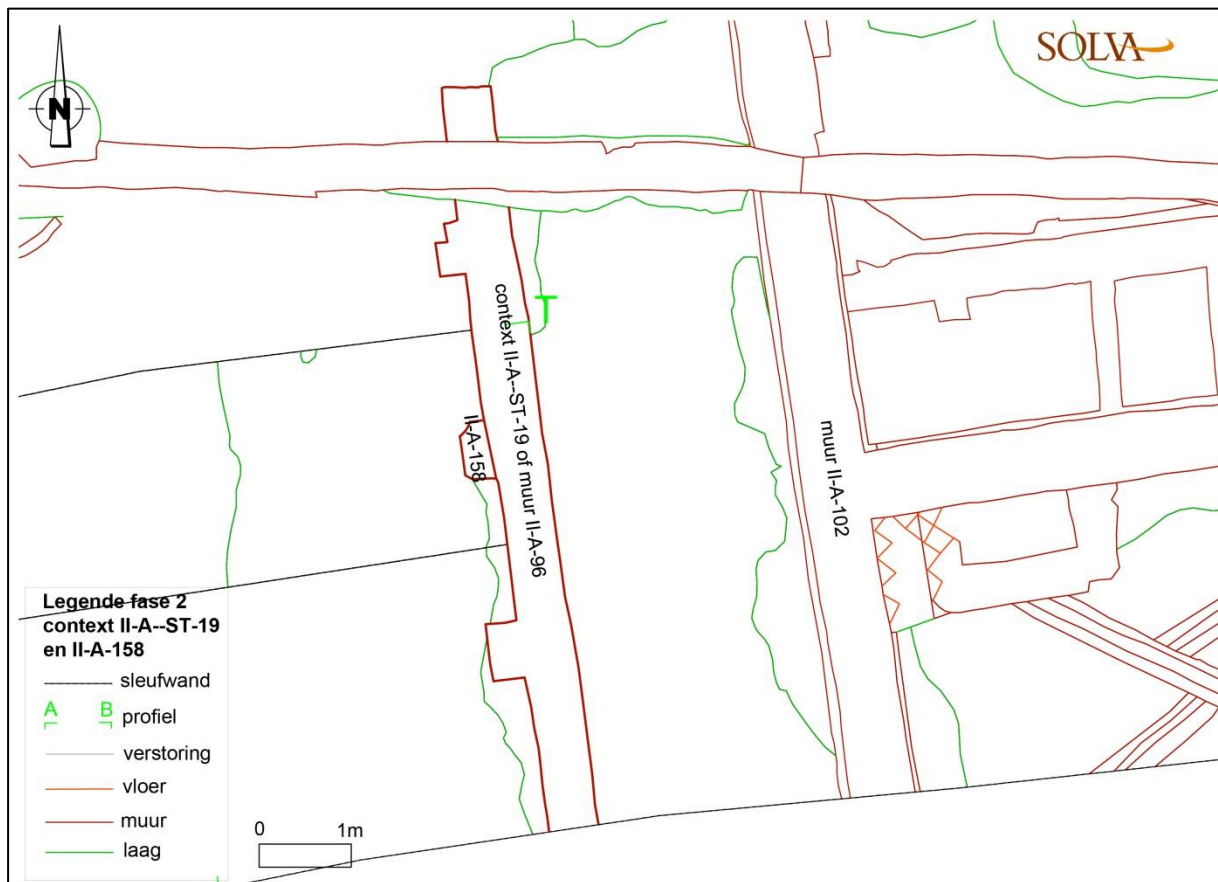 SOLVA
N
T
context II-A--ST-19 of muur II-A-96
II-A-158
muur II-A-102
Legende fase 2
context II-A--ST-19
en II-A-158
sleufwand
A B profiel
verstoring
vloer
muur
laag
0 1m